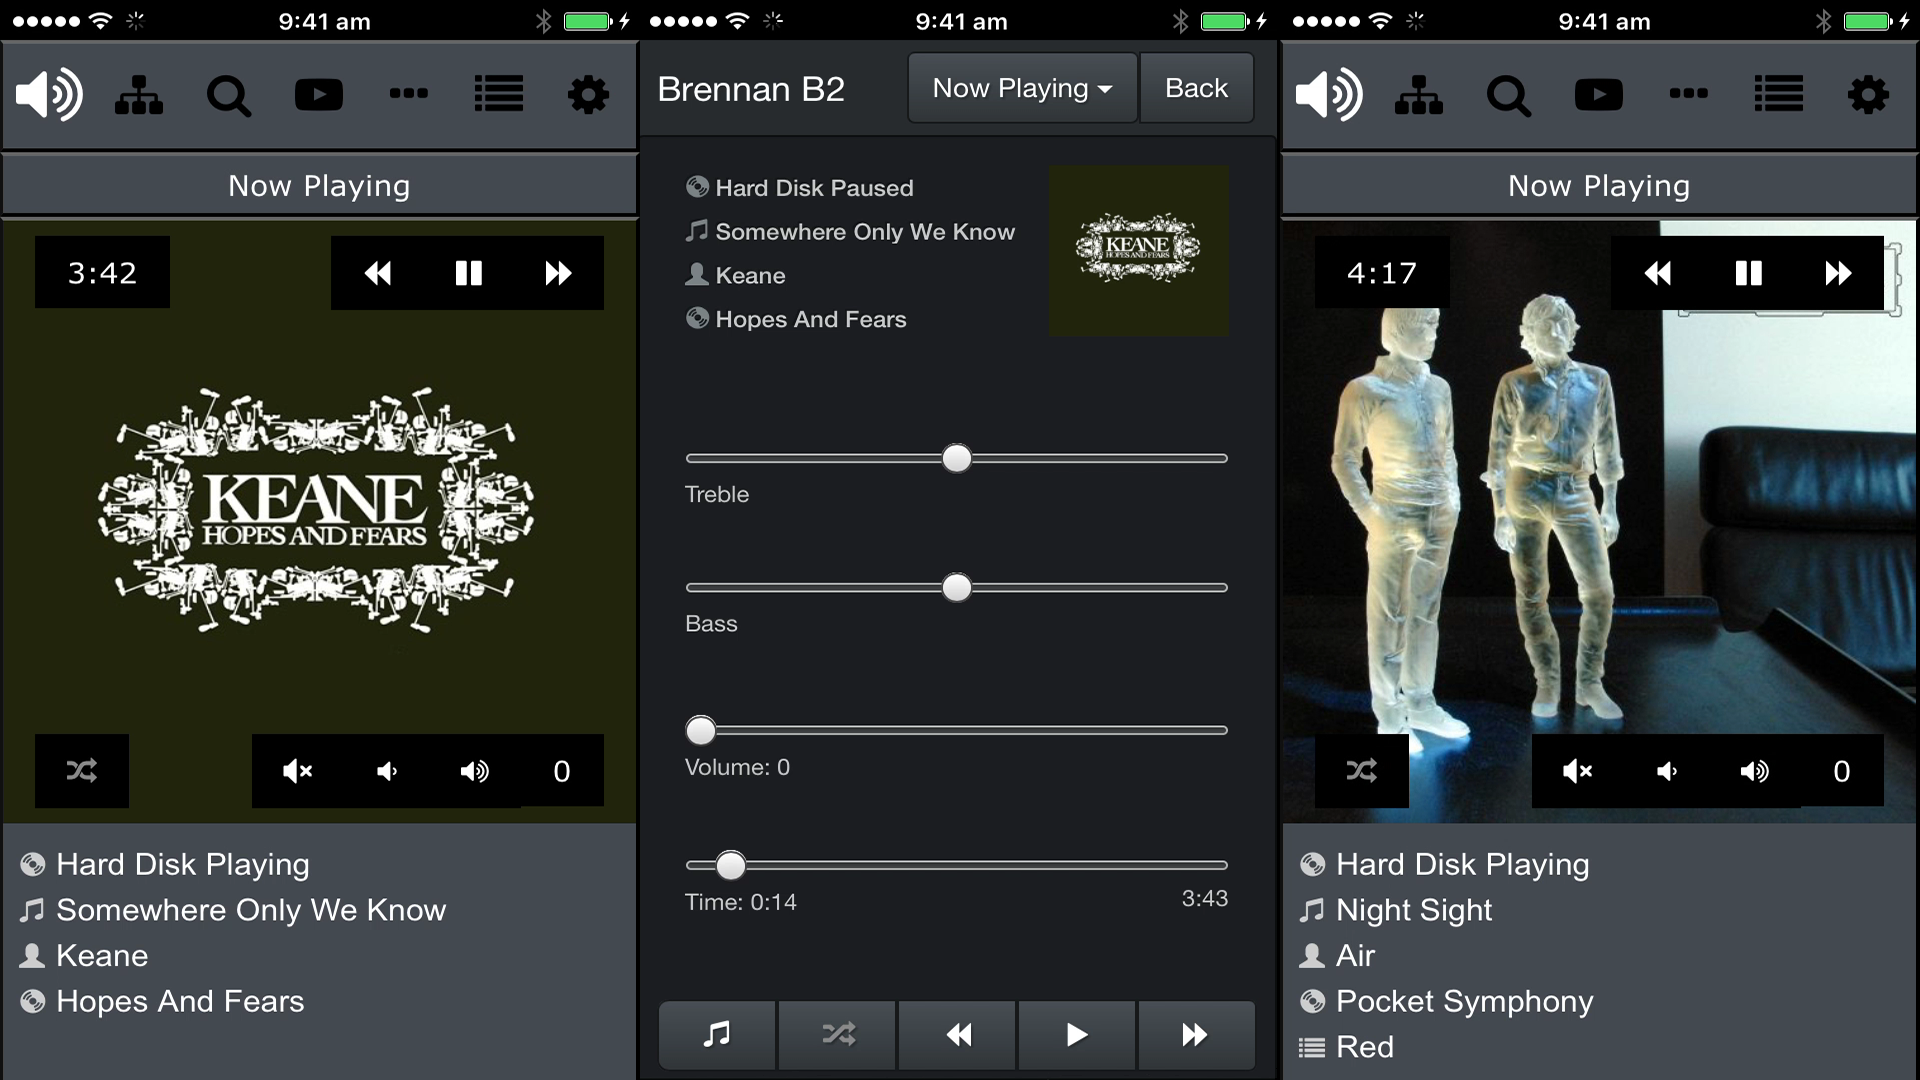 9:41 am
Now Playing
3:42
KEANE
HOPES AND FEARS
0
Hard Disk Playing
Somewhere Only We Know
Keane
Hopes And Fears
9:41 am
Brennan B2
Now Playing
Back
Hard Disk Paused
Somewhere Only We Know
Keane
Hopes And Fears
KEANE
HOPES AND FEARS
Treble
Bass
Volume: 0
Time: 0:14
3:43
9:41 am
Now Playing
4:17
0
Hard Disk Playing
Night Sight
Air
Pocket Symphony
Red